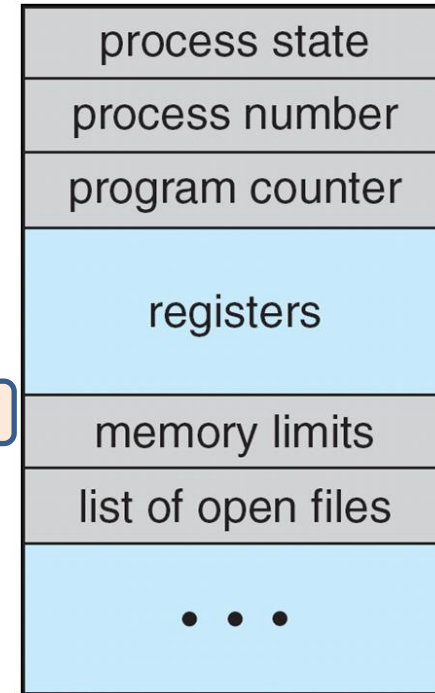 process state
process number
program counter
registers
memory limits
list of open files
• • •